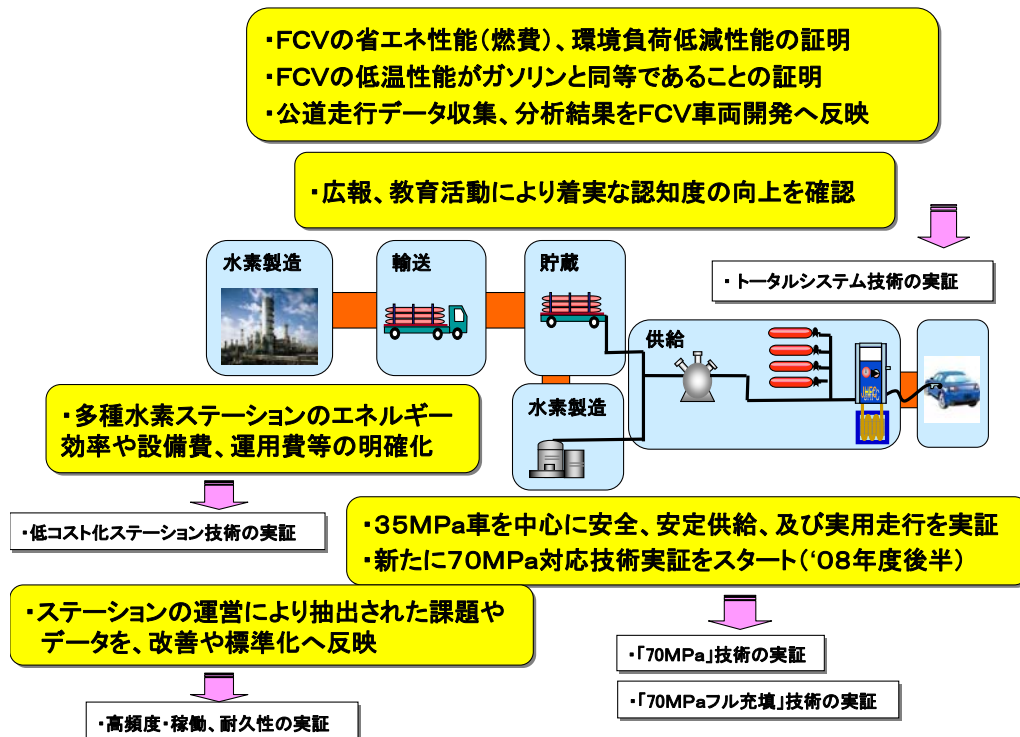 ・FCVの省エネ性能(燃費)、環境負荷低減性能の証明
・FCVの低温性能がガソリンと同等であることの証明
・公道走行データ収集、分析結果をFCV車両開発へ反映
・広報、教育活動により着実な認知度の向上を確認
・トータルシステム技術の実証
水素製造
輸送
貯蔵
供給
水素製造
JHFC
・多種水素ステーションのエネルギー
効率や設備費、運用費等の明確化
・低コスト化ステーション技術の実証
・35MPa車を中心に安全、安定供給、及び実用走行を実証
・新たに70MPa対応技術実証をスタート(‘08年度後半)
・ステーションの運営により抽出された課題や
データを、改善や標準化へ反映
・「70MPa」技術の実証
・「70MPaフル充填」技術の実証
・高頻度・稼働、耐久性の実証